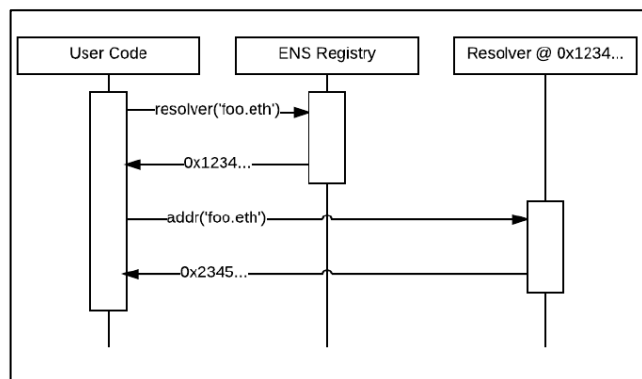 User Code
ENS Registry
Resolver @ 0x1234...
resolver('foo.eth')
0x1234...
addr('foo.eth')
0x2345...